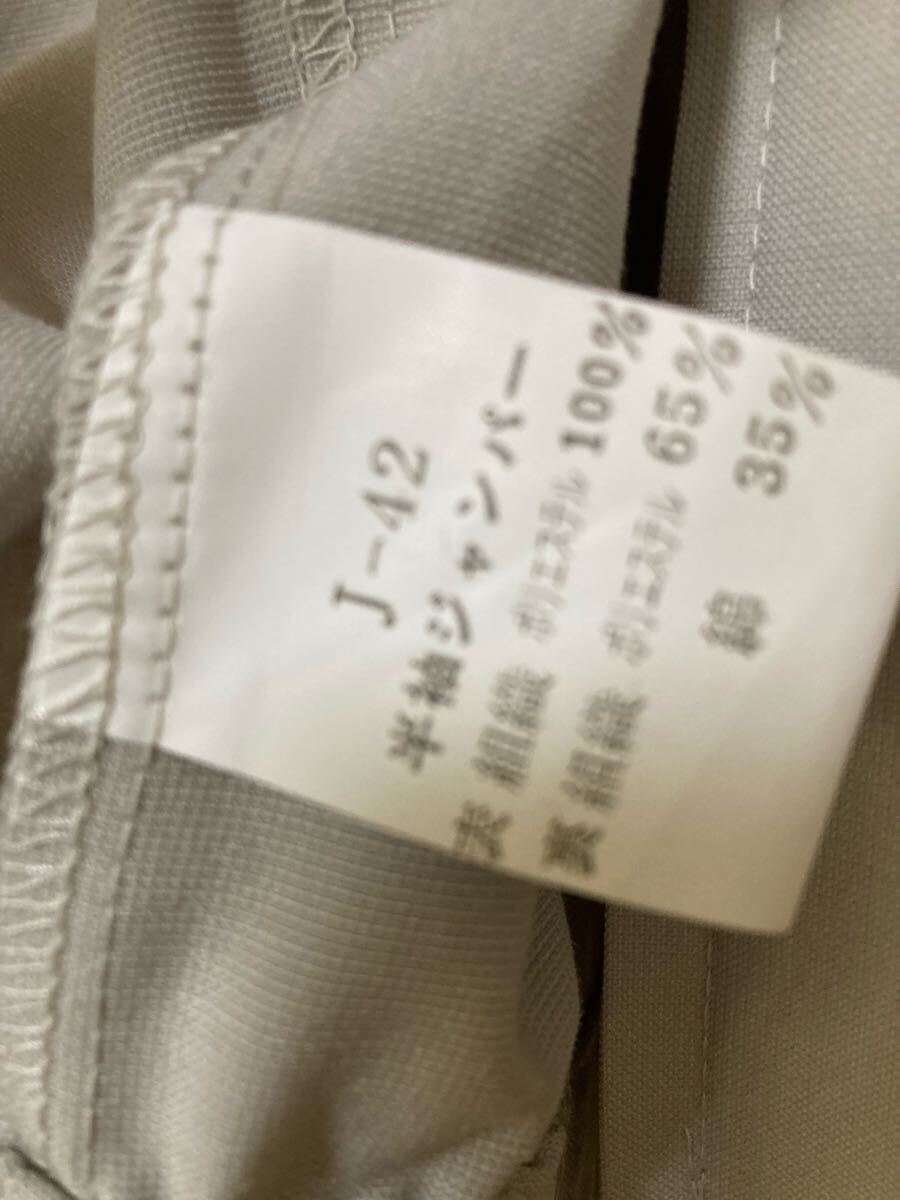 J-42
半袖ジャンパー
表組織 ポリエステル 100%
裏組織 ポリエステル 65%
綿 35%